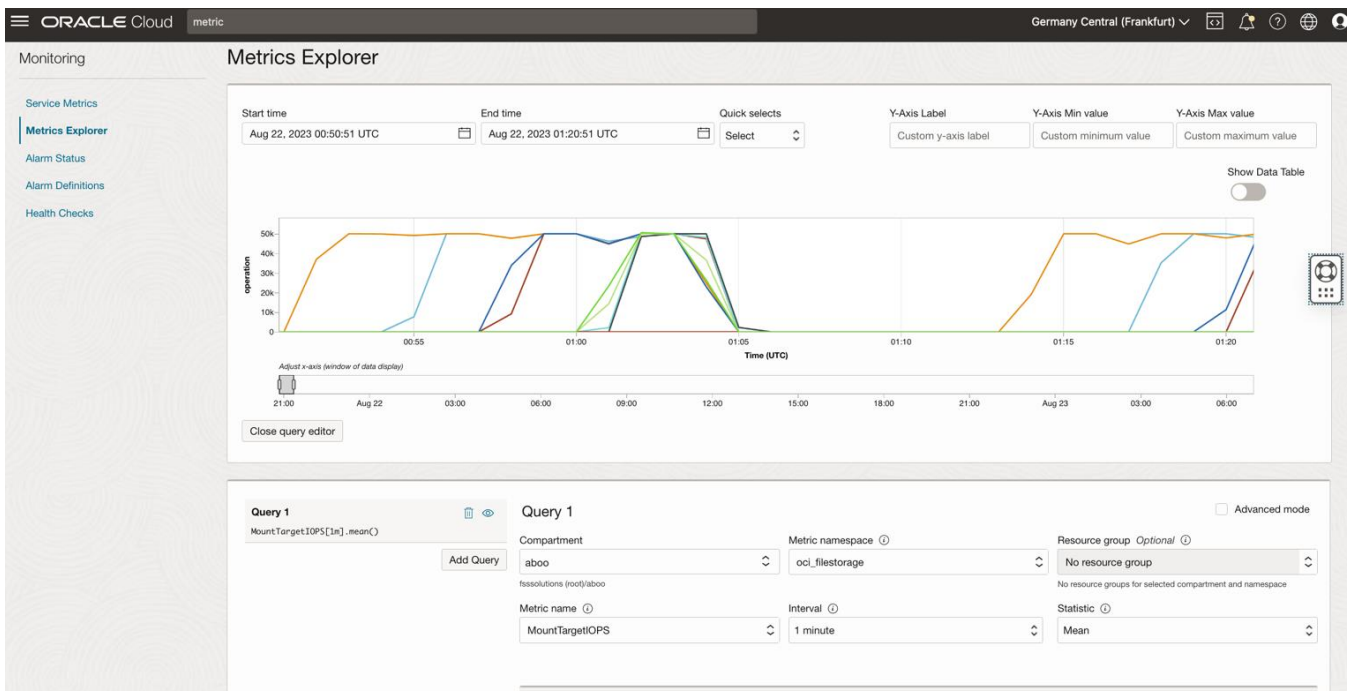 ORACLE Cloud
metric
Germany Central (Frankfurt)
Monitoring
Service Metrics
Metrics Explorer
Alarm Status
Alarm Definitions
Health Checks
Metrics Explorer
Start time
End time
Quick selects
Y-Axis Label
Y-Axis Min value
Y-Axis Max value
Aug 22, 2023 00:50:51 UTC
Aug 22, 2023 01:20:51 UTC
Select
Custom y-axis label
Custom minimum value
Custom maximum value
Show Data Table
operation
50k
40k
30k
20k
10k
0
00:55 01:00 01:05 01:10 01:15 01:20
Time (UTC)
Adjust x-axis (window of data display)
21:00 Aug 22 03:00 06:00 09:00 12:00 15:00 18:00 21:00 Aug 23 03:00 06:00
Close query editor
Query 1
MountTargetIOPS[1m].mean()
Add Query
Query 1
Advanced mode
Compartment
aboo
fsssolutions (root)/aboo
Metric namespace
oci_filestorage
Resource group Optional
No resource group
No resource groups for selected compartment and namespace
Metric name
MountTargetIOPS
Interval
1 minute
Statistic
Mean